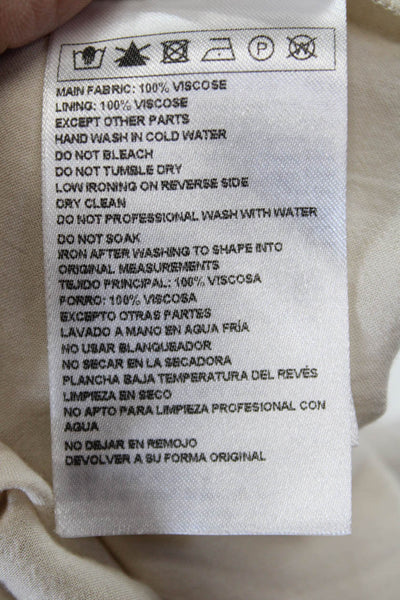 P W
MAIN FABRIC: 100% VISCOSE
LINING: 100% VISCOSE
EXCEPT OTHER PARTS
HAND WASH IN COLD WATER
DO NOT BLEACH
DO NOT TUMBLE DRY
LOW IRONING ON REVERSE SIDE
DRY CLEAN
DO NOT PROFESSIONAL WASH WITH WATER
DO NOT SOAK
IRON AFTER WASHING TO SHAPE INTO
ORIGINAL MEASUREMENTS
TEJIDO PRINCIPAL: 100% VISCOSA
FORRO: 100% VISCOSA
EXCEPTO OTRAS PARTES
LAVADO A MANO EN AGUA FRÍA
NO USAR BLANQUEADOR
NO SECAR EN LA SECADORA
PLANCHA BAJA TEMPERATURA DEL REVÉS
LIMPIEZA EN SECO
NO APTO PARA LIMPIEZA PROFESIONAL CON
AGUA
NO DEJAR EN REMOJO
DEVOLVER A SU FORMA ORIGINAL